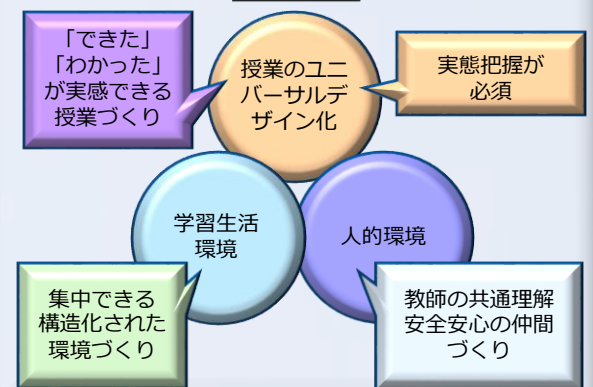 「できた」
「わかった」
が実感できる
授業づくり
授業のユニ
バーサルデ
ザイン化
実態把握が
必須
学習生活
環境
人的環境
集中できる
構造化された
環境づくり
教師の共通理解
安全安心の仲間
づくり